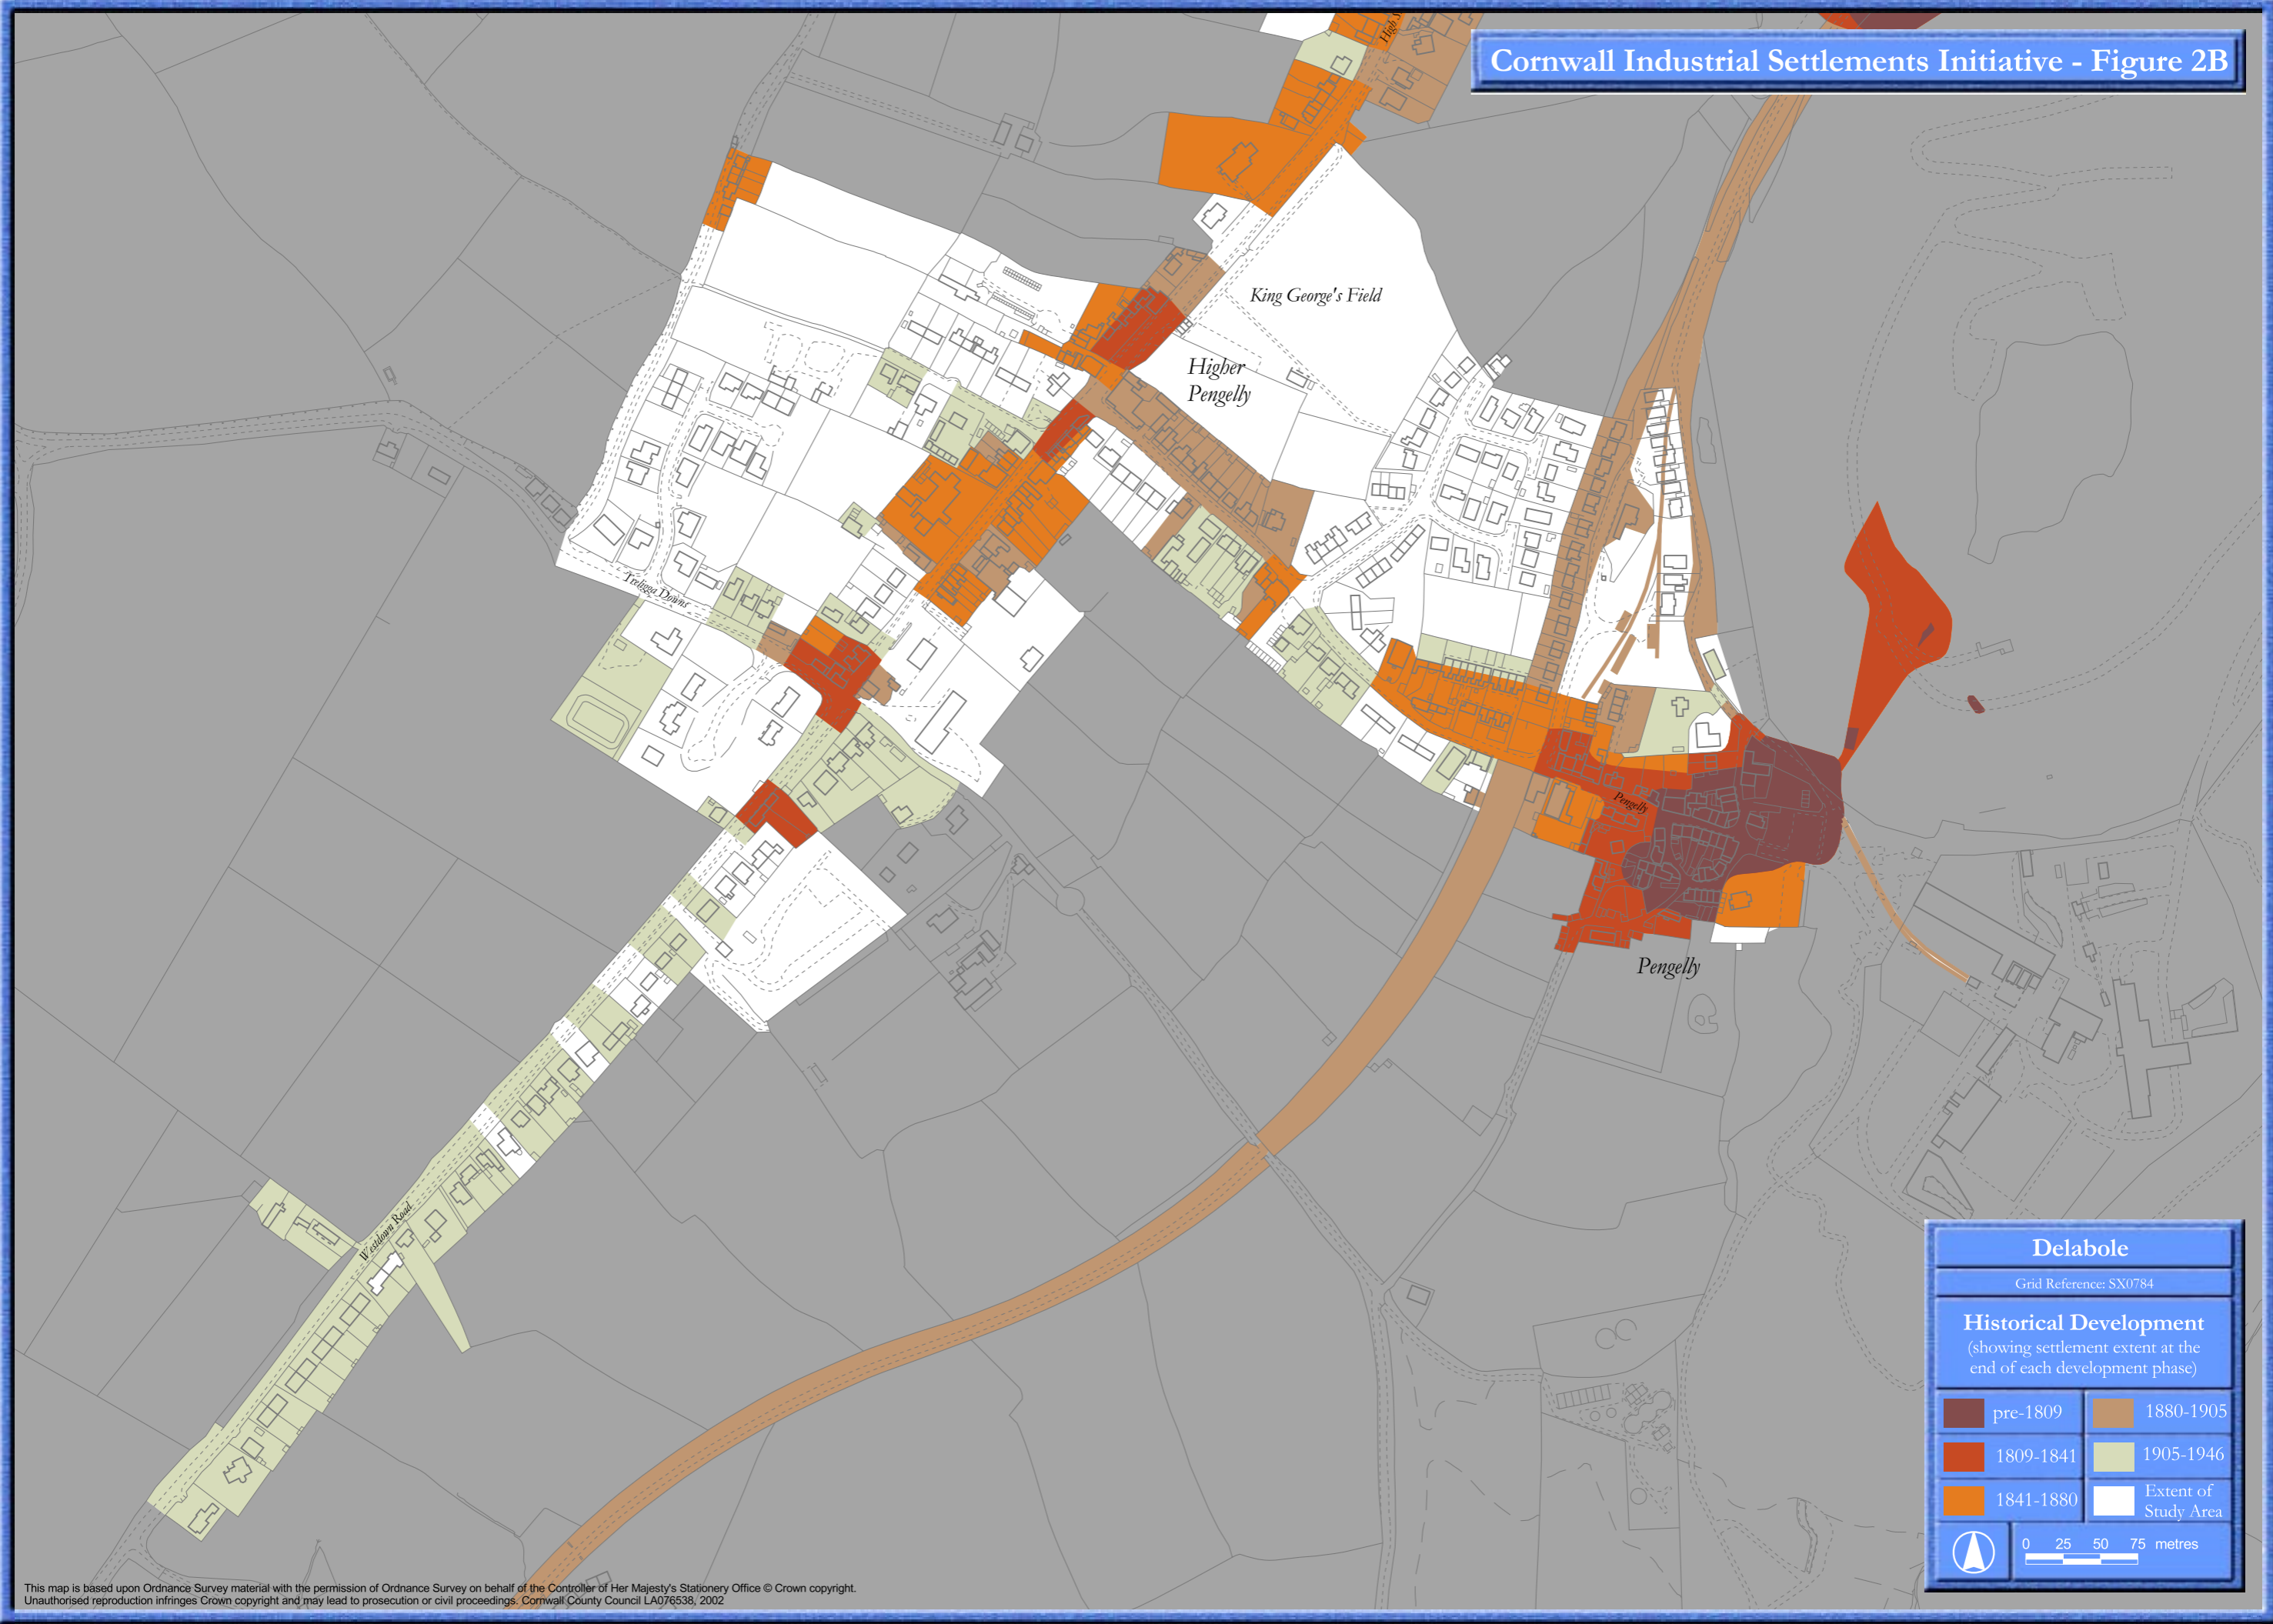 High S
Cornwall Industrial Settlements Initiative - Figure 2B
King George's Field
Higher
Pengelly
Treligga Downs
Pengelly
Pengelly
Westdown Road
Delabole
Grid Reference: SX0784
Historical Development
(showing settlement extent at the
end of each development phase)
pre-1809
1880-1905
1809-1841
1905-1946
1841-1880
Extent of
Study Area
0 25 50 75 metres
This map is based upon Ordnance Survey material with the permission of Ordnance Survey on behalf of the Controller of Her Majesty's Stationery Office © Crown copyright.
Unauthorised reproduction infringes Crown copyright and may lead to prosecution or civil proceedings. Cornwall County Council LA076538, 2002